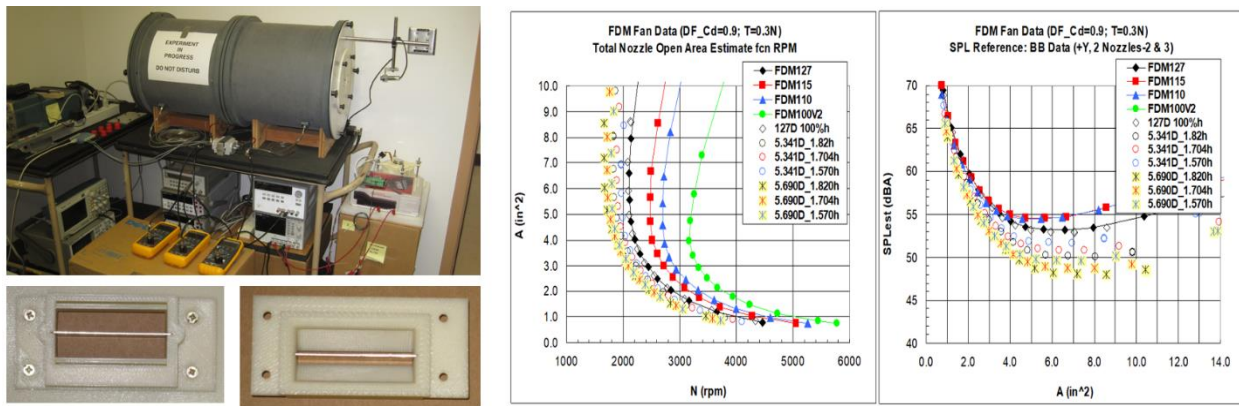 EXPERIMENT
IN
PROGRESS
DO NOT DISTURB
FDM Fan Data (DF_Cd=0.9; T=0.3N)
Total Nozzle Open Area Estimate fcn RPM
FDM127
FDM115
FDM110
FDM100V2
127D 100%h
5.341D_1.82h
5.341D_1.704h
5.341D_1.570h
5.690D_1.820h
5.690D_1.704h
5.690D_1.570h
A (in^2)
10.0
9.0
8.0
7.0
6.0
5.0
4.0
3.0
2.0
1.0
0.0
1000 2000 3000 4000 5000 6000
N (rpm)
FDM Fan Data (DF_Cd=0.9; T=0.3N)
SPL Reference: BB Data (+Y, 2 Nozzles-2 & 3)
FDM127
FDM115
FDM110
FDM100V2
127D 100%h
5.341D_1.82h
5.341D_1.704h
5.341D_1.570h
5.690D_1.820h
5.690D_1.704h
5.690D_1.570h
SPLest (dBA)
70
65
60
55
50
45
40
0.0 2.0 4.0 6.0 8.0 10.0 12.0 14.0
A (in^2)